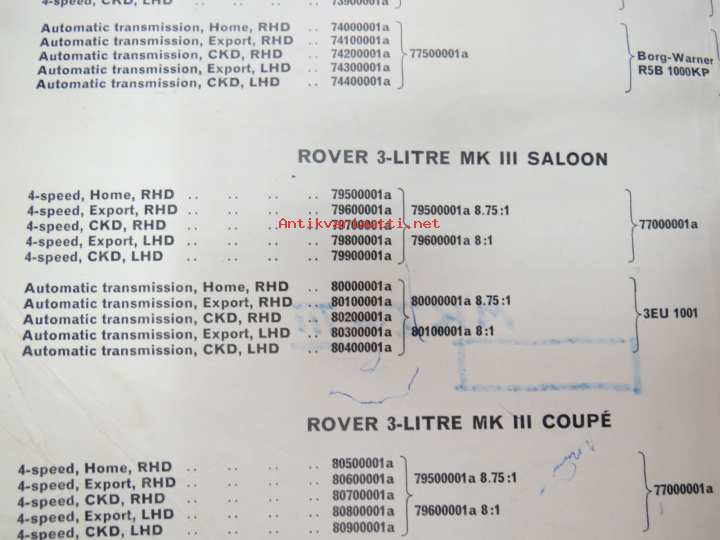 73900001a
Automatic transmission, Home, RHD .. 74000001a
Automatic transmission, Export, RHD .. 74100001a
Automatic transmission, CKD, RHD .. 74200001a 77500001a Borg-Warner
Automatic transmission, Export, LHD .. 74300001a R5B 1000KP
Automatic transmission, CKD, LHD .. 74400001a
ROVER 3-LITRE MK III SALOON
4-speed, Home, RHD .. .. .. .. 79500001a
4-speed, Export, RHD .. .. .. .. 79600001a 79500001a 8.75:1
4-speed, CKD, RHD .. .. .. .. 79700001a 77000001a
Antikvariaatti.net
4-speed, Export, LHD .. .. .. .. 79800001a 79600001a 8:1
4-speed, CKD, LHD .. .. .. .. 79900001a
Automatic transmission, Home, RHD .. 80000001a
Automatic transmission, Export, RHD .. 80100001a 80000001a 8.75:1
Automatic transmission, CKD, RHD .. 80200001a 3EU 1001
Automatic transmission, Export, LHD .. 80300001a 80100001a 8:1
Automatic transmission, CKD, LHD .. 80400001a
ROVER 3-LITRE MK III COUPÉ
4-speed, Home, RHD .. .. .. .. 80500001a
4-speed, Export, RHD .. .. .. .. 80600001a 79500001a 8.75:1
4-speed, CKD, RHD .. .. .. .. 80700001a 77000001a
4-speed, Export, LHD .. .. .. .. 80800001a 79600001a 8:1
4-speed, CKD, LHD .. .. .. .. 80900001a